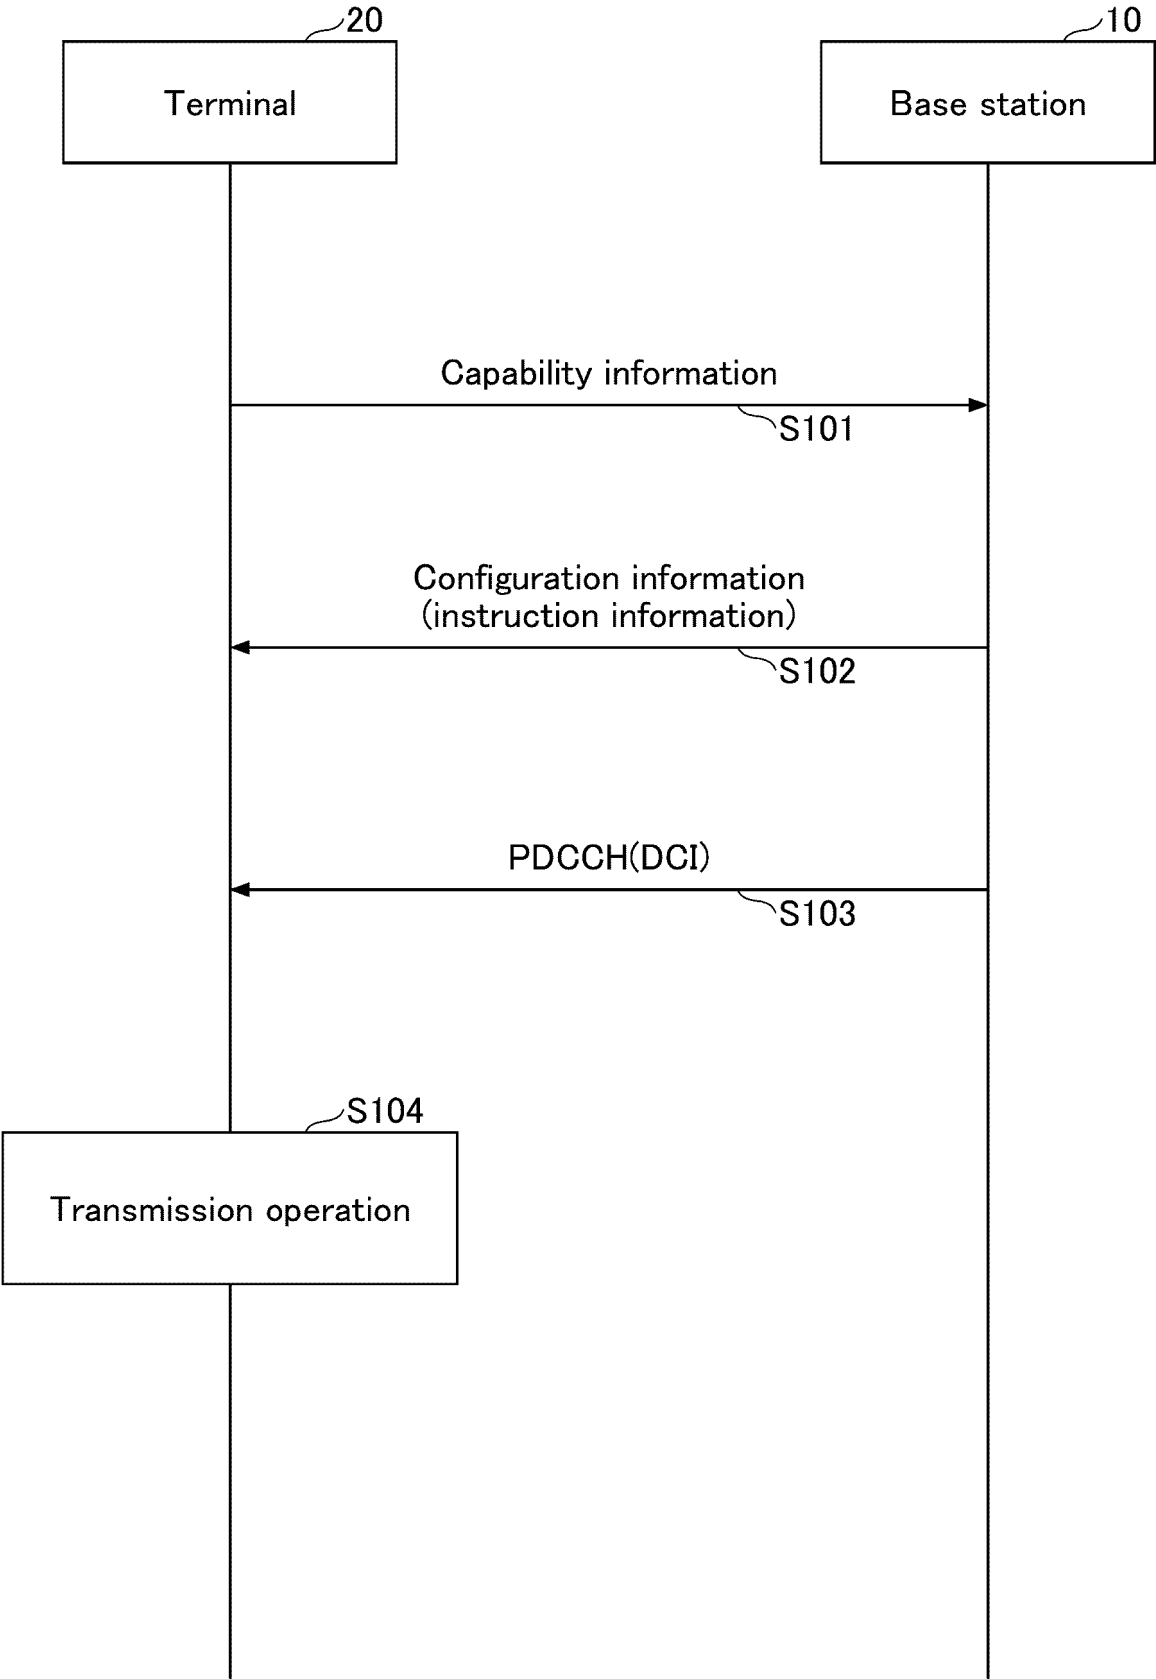 20
10
Terminal
Base station
Capability information
S101
Configuration information
(instruction information)
S102
PDCCH(DCI)
S103
S104
Transmission operation